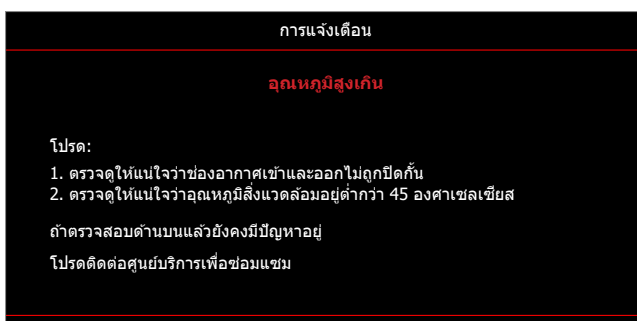 การแจ้งเตือน
อุณหภูมิสูงเกิน
โปรด:
1. ตรวจดูให้แน่ใจว่าช่องอากาศเข้าและออกไม่ถูกปิดกั้น
2. ตรวจดูให้แน่ใจว่าอุณหภูมิสิ่งแวดล้อมอยู่ต่ำกว่า 45 องศาเซลเซียส
ถ้าตรวจสอบด้านบนแล้วยังคงมีปัญหาอยู่
โปรดติดต่อศูนย์บริการเพื่อซ่อมแซม